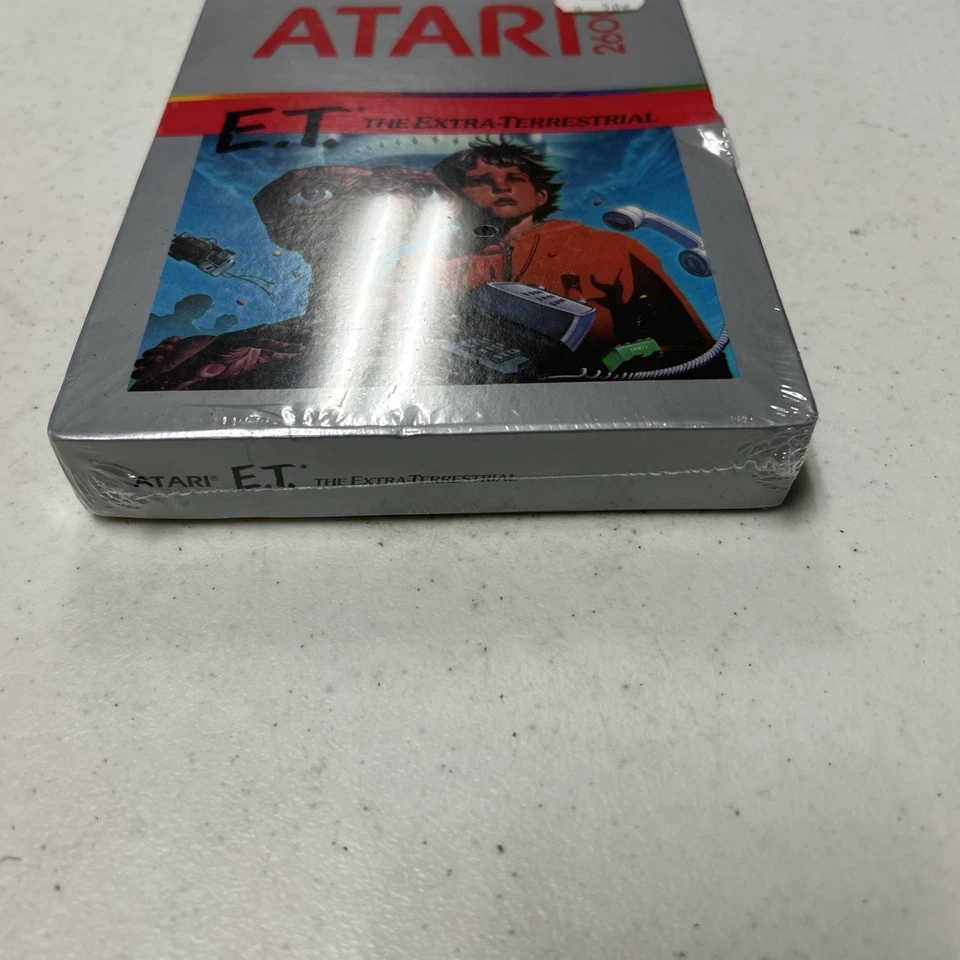 ATARI 2600
E.T.* THE EXTRA-TERRESTRIAL
ATARI® E.T.* THE EXTRA-TERRESTRIAL